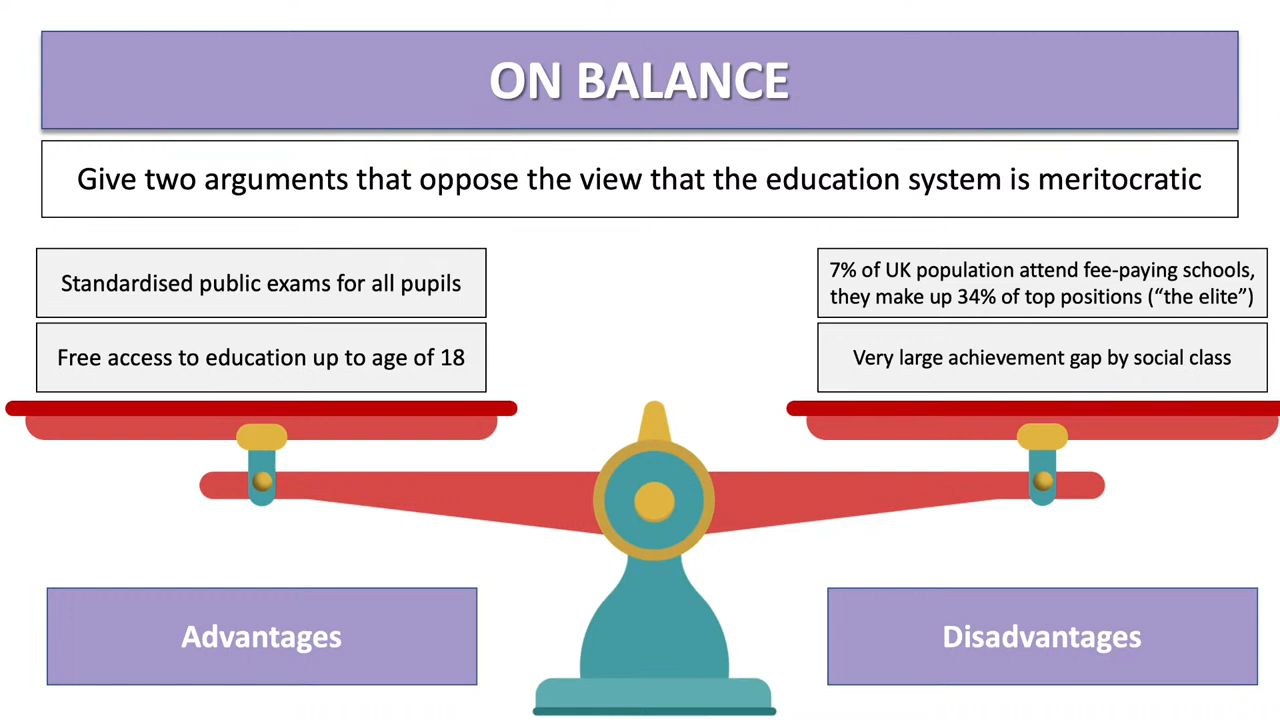 ON BALANCE
Give two arguments that oppose the view that the education system is meritocratic
Standardised public exams for all pupils
Free access to education up to age of 18
7% of UK population attend fee-paying schools,
they make up 34% of top positions (“the elite”)
Very large achievement gap by social class
Advantages
Disadvantages